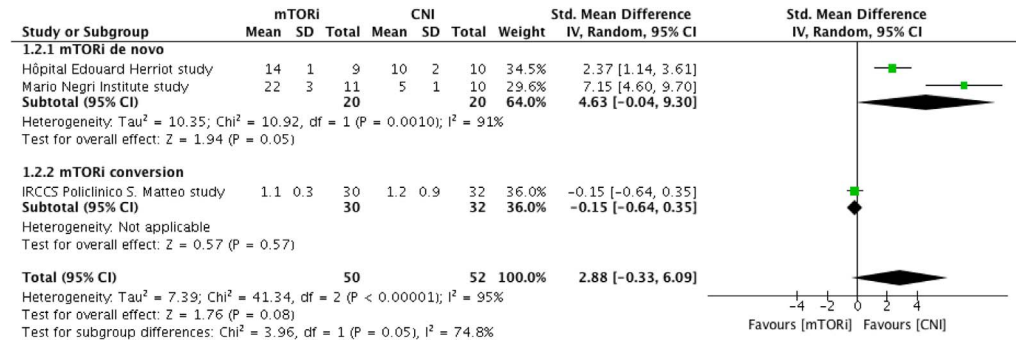 mTORi CNI Std. Mean Difference Std. Mean Difference
Study or Subgroup Mean SD Total Mean SD Total Weight IV, Random, 95% CI IV, Random, 95% CI
1.2.1 mTORi de novo
Hôpital Edouard Herriot study 14 1 9 10 2 10 34.5% 2.37 [1.14, 3.61]
Mario Negri Institute study 22 3 11 5 1 10 29.6% 7.15 [4.60, 9.70]
Subtotal (95% CI) 20 20 64.0% 4.63 [-0.04, 9.30]
Heterogeneity: Tau² = 10.35; Chi² = 10.92, df = 1 (P = 0.0010); I² = 91%
Test for overall effect: Z = 1.94 (P = 0.05)
1.2.2 mTORi conversion
IRCCS Policlinico S. Matteo study 1.1 0.3 30 1.2 0.9 32 36.0% -0.15 [-0.64, 0.35]
Subtotal (95% CI) 30 32 36.0% -0.15 [-0.64, 0.35]
Heterogeneity: Not applicable
Test for overall effect: Z = 0.57 (P = 0.57)
Total (95% CI) 50 52 100.0% 2.88 [-0.33, 6.09]
Heterogeneity: Tau² = 7.39; Chi² = 41.34, df = 2 (P < 0.00001); I² = 95%
Test for overall effect: Z = 1.76 (P = 0.08)
Test for subgroup differences: Chi² = 3.96, df = 1 (P = 0.05), I² = 74.8%
-4 -2 0 2 4
Favours [mTORi] Favours [CNI]